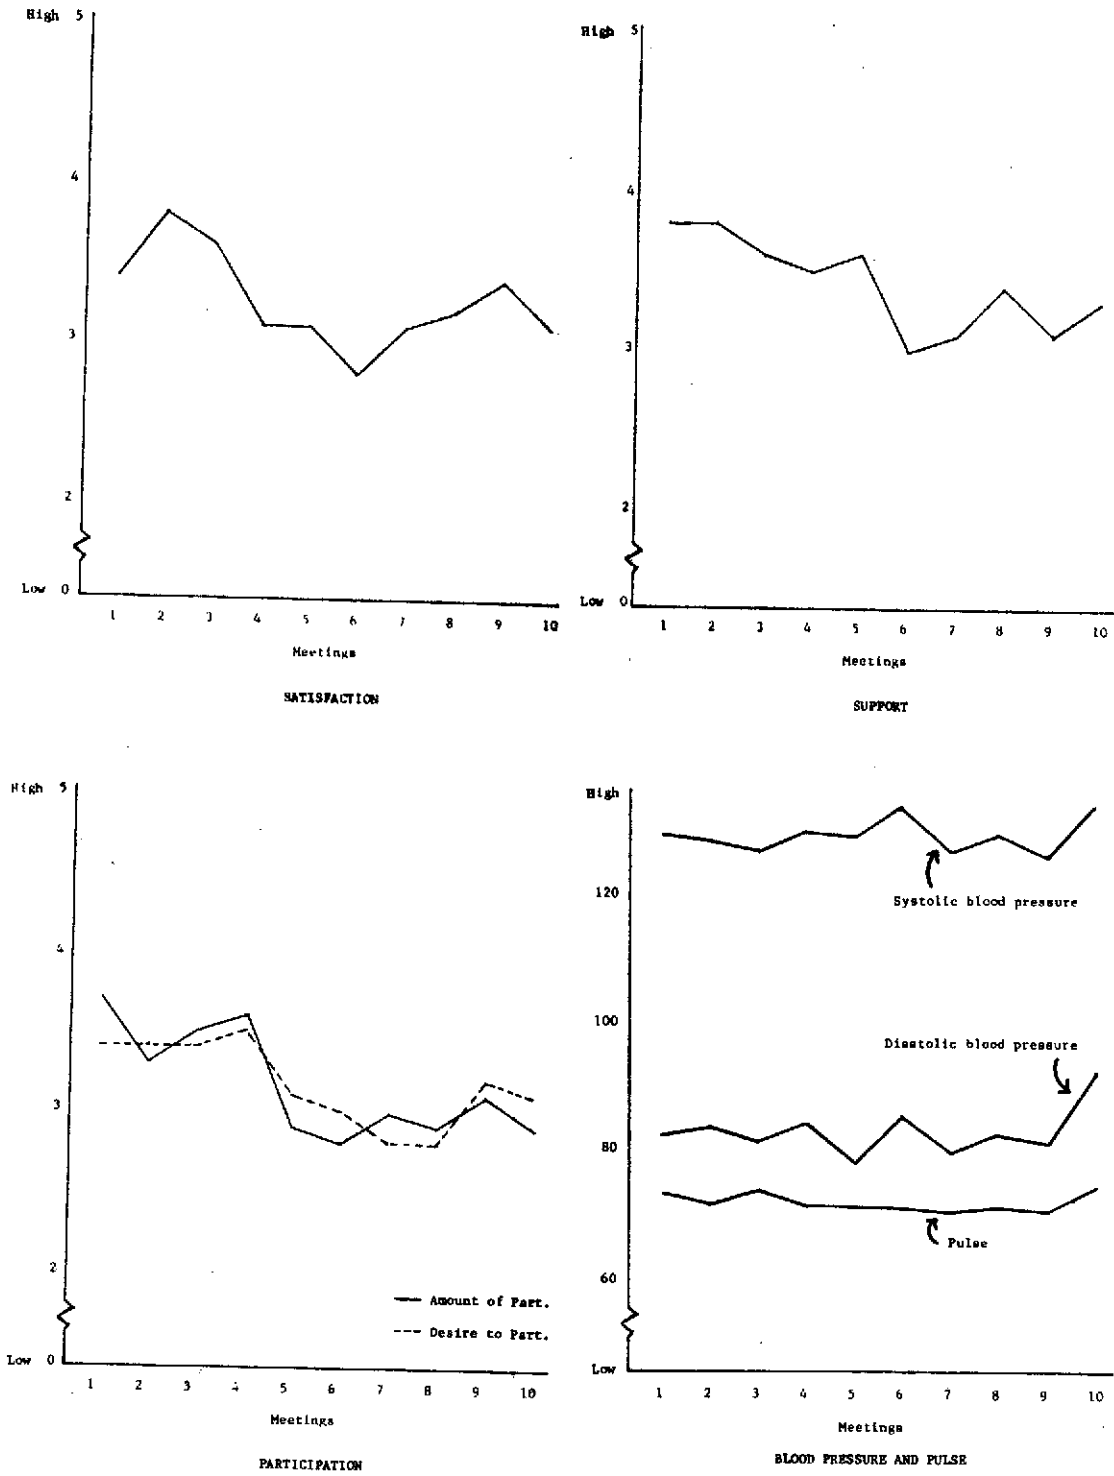 High 5
4
3
2
Low 0
1 2 3 4 5 6 7 8 9 10
Meetings
SATISFACTION
High 5
4
3
2
Low 0
1 2 3 4 5 6 7 8 9 10
Meetings
SUPPORT
High 5
4
3
2
Amount of Part.
Desire to Part.
Low 0
1 2 3 4 5 6 7 8 9 10
Meetings
PARTICIPATION
High
120
Systolic blood pressure
100
Diastolic blood pressure
80
Pulse
60
Low
1 2 3 4 5 6 7 8 9 10
Meetings
BLOOD PRESSURE AND PULSE